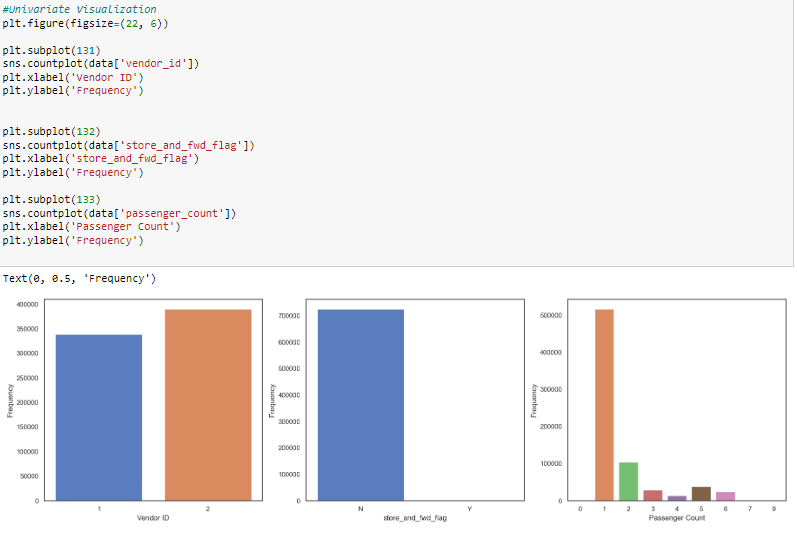 #Univariate Visualization
plt.figure(figsize=(22, 6))
plt.subplot(131)
sns.countplot(data['vendor_id'])
plt.xlabel('Vendor ID')
plt.ylabel('Frequency')
plt.subplot(132)
sns.countplot(data['store_and_fwd_flag'])
plt.xlabel('store_and_fwd_flag')
plt.ylabel('Frequency')
plt.subplot(133)
sns.countplot(data['passenger_count'])
plt.xlabel('Passenger Count')
plt.ylabel('Frequency')
Text(0, 0.5, 'Frequency')
400000
350000
300000
250000
200000
150000
100000
50000
0
Frequency
1 2
Vendor ID
700000
600000
500000
400000
300000
200000
100000
0
Frequency
N Y
store_and_fwd_flag
500000
400000
300000
200000
100000
0
Frequency
0 1 2 3 4 5 6 7 9
Passenger Count